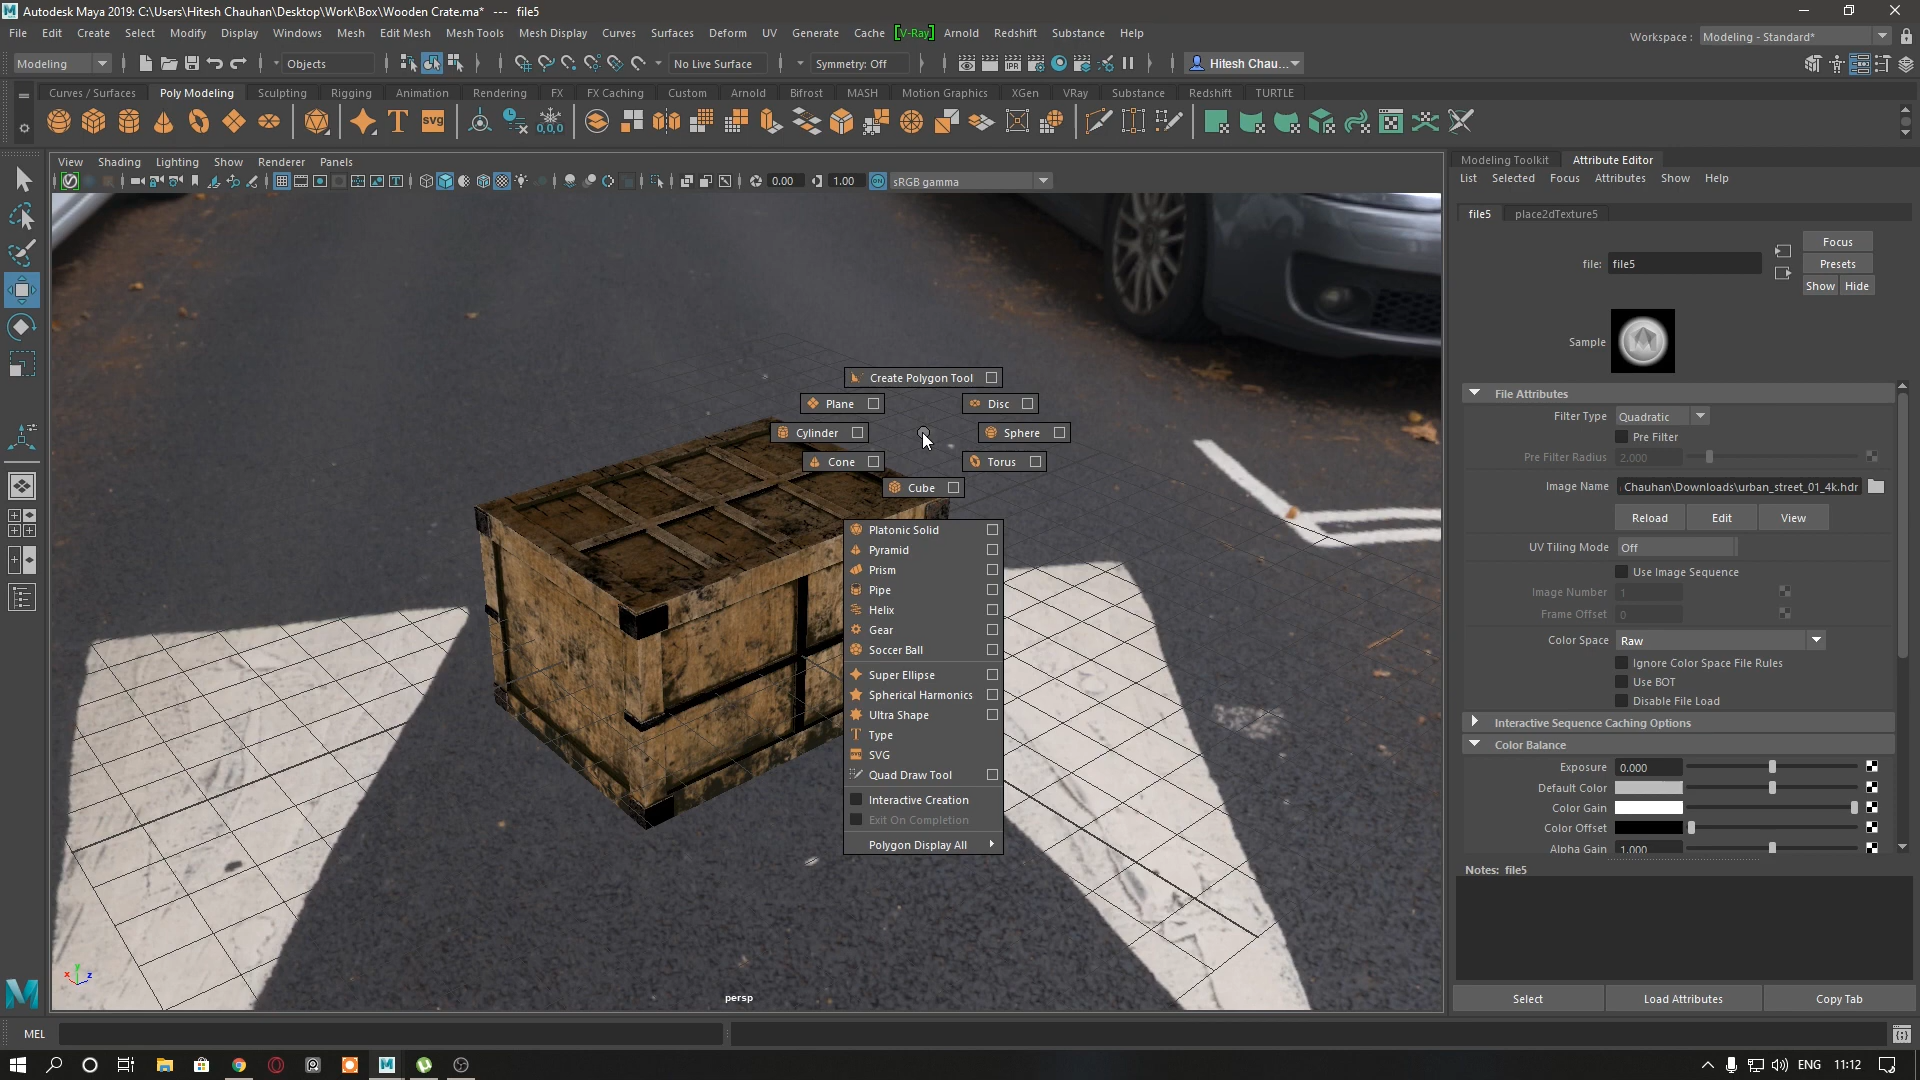 Autodesk Maya 2019: C:\Users\Hitesh Chauhan\Desktop\Work\Box\Wooden Crate.ma* --- file5
File Edit Create Select Modify Display Windows Mesh Edit Mesh Mesh Tools Mesh Display Curves Surfaces Deform UV Generate Cache [V-Ray] Arnold Redshift Substance Help
Workspace : Modeling - Standard*
Modeling Objects No Live Surface Symmetry: Off Hitesh Chau...
Curves / Surfaces Poly Modeling Sculpting Rigging Animation Rendering FX FX Caching Custom Arnold Bifrost MASH Motion Graphics XGen VRay Substance Redshift TURTLE
SVG
0,0,0
View Shading Lighting Show Renderer Panels
0.00 1.00 ON sRGB gamma
Create Polygon Tool
Plane Disc
Cylinder Sphere
Cone Torus
Cube
Platonic Solid
Pyramid
Prism
Pipe
Helix
Gear
Soccer Ball
Super Ellipse
Spherical Harmonics
Ultra Shape
Type
SVG
Quad Draw Tool
Interactive Creation
Exit On Completion
Polygon Display All
persp
x y z
Modeling Toolkit Attribute Editor
List Selected Focus Attributes Show Help
file5 place2dTexture5
Focus
file: file5
Presets
Show Hide
Sample
File Attributes
Filter Type Quadratic
Pre Filter
Pre Filter Radius 2.000
Image Name Chauhan\Downloads\urban_street_01_4k.hdr
Reload Edit View
UV Tiling Mode Off
Use Image Sequence
Image Number 1
Frame Offset 0
Color Space Raw
Ignore Color Space File Rules
Use BOT
Disable File Load
Interactive Sequence Caching Options
Color Balance
Exposure 0.000
Default Color
Color Gain
Color Offset
Alpha Gain 1.000
Notes: file5
Select Load Attributes Copy Tab
MEL
ENG 11:12